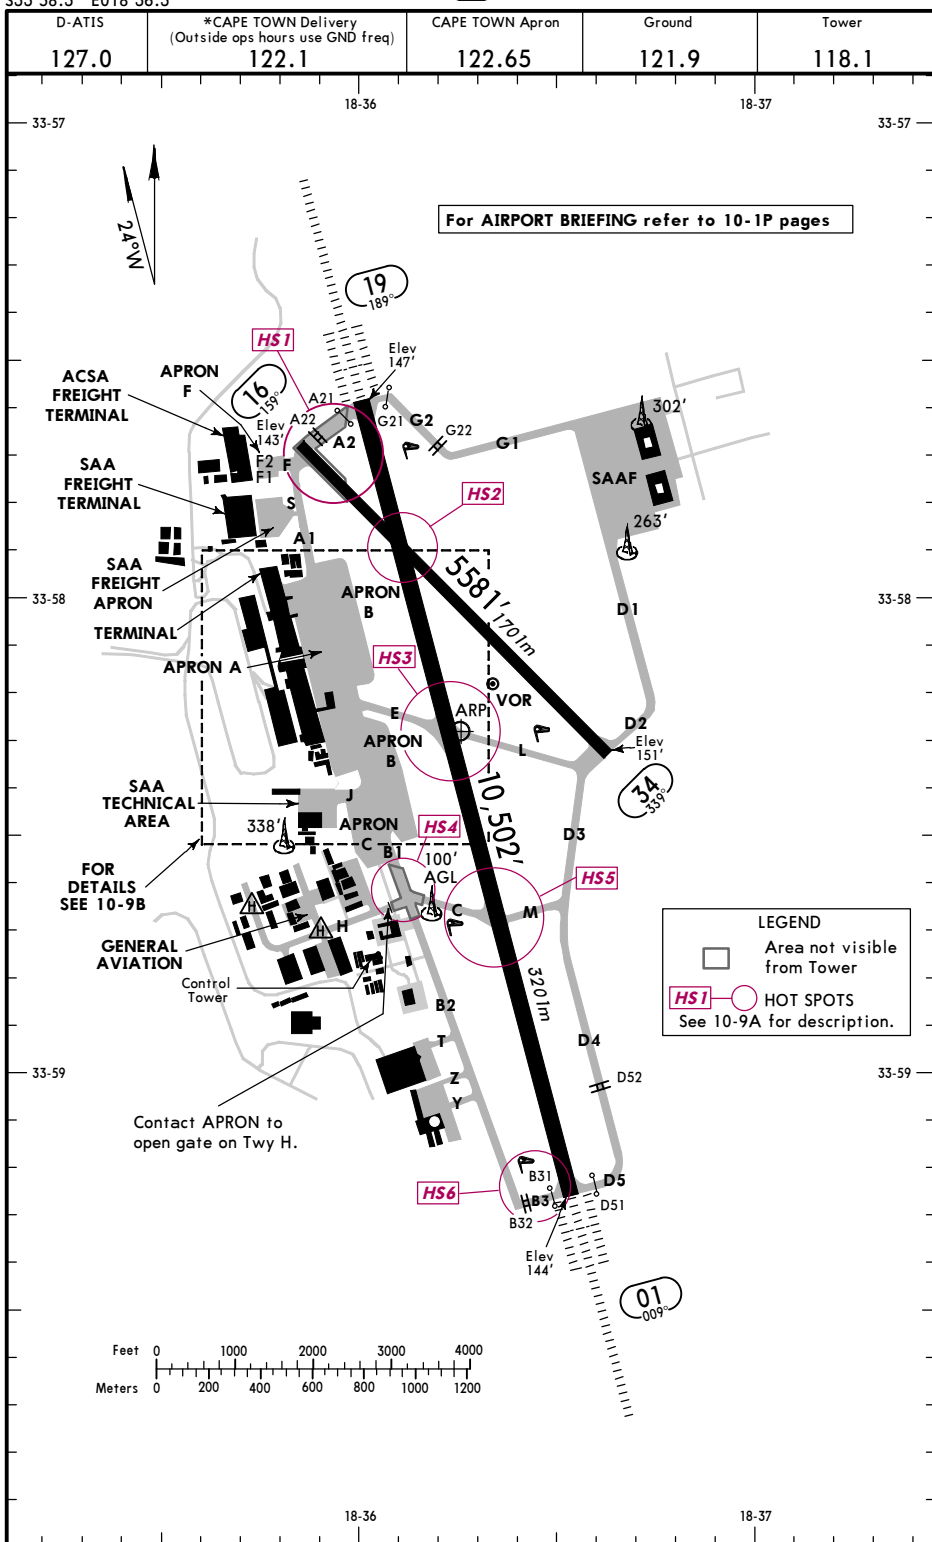 D-ATIS
127.0
*CAPE TOWN Delivery
(Outside ops hours use GND freq)
122.1
CAPE TOWN Apron
122.65
Ground
121.9
Tower
118.1
18-36
18-37
33-57
33-57
24°W
For AIRPORT BRIEFING refer to 10-1P pages
19
189°
HS1
Elev
147'
APRON
F
ACSA
FREIGHT
TERMINAL
16
159°
A21
A22
Elev
143'
A2
G21
G2
G22
G1
302'
F2
F1
F
SAAF
SAA
FREIGHT
TERMINAL
S
HS2
263'
A1
SAA
FREIGHT
APRON
APRON
B
5581'
1701m
33-58
33-58
D1
TERMINAL
APRON A
HS3
VOR
E
ARP
APRON
B
L
D2
Elev
151'
SAA
TECHNICAL
AREA
J
10,502'
34
339°
338'
APRON
C
HS4
B1
100'
AGL
D3
FOR
DETAILS
SEE 10-9B
HS5
H
H
H
C
M
GENERAL
AVIATION
Control
Tower
LEGEND
Area not visible
from Tower
HS1
HOT SPOTS
See 10-9A for description.
3201m
B2
T
D4
33-59
33-59
Z
D52
Y
Contact APRON to
open gate on Twy H.
HS6
B31
B3
B32
D5
D51
Elev
144'
01
009°
Feet
0
1000
2000
3000
4000
Meters
0
200
400
600
800
1000
1200
18-36
18-37